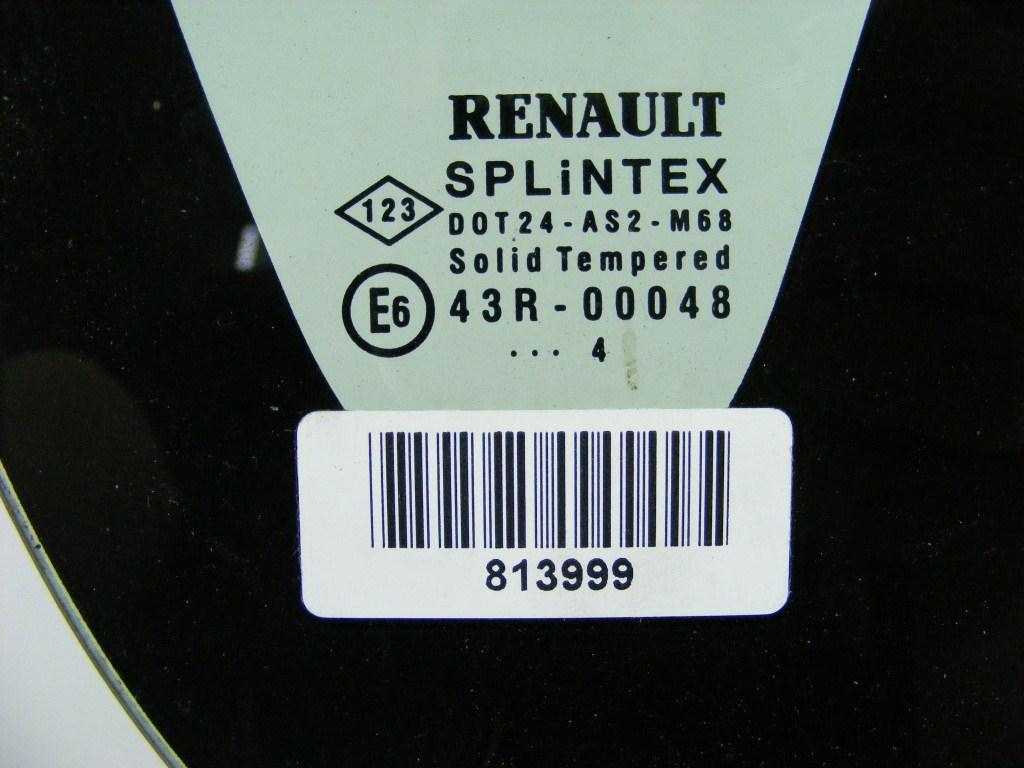 RENAULT
SPLiNTEX
123
DOT24-AS2-M68
Solid Tempered
E6
43R-00048
... 4
813999